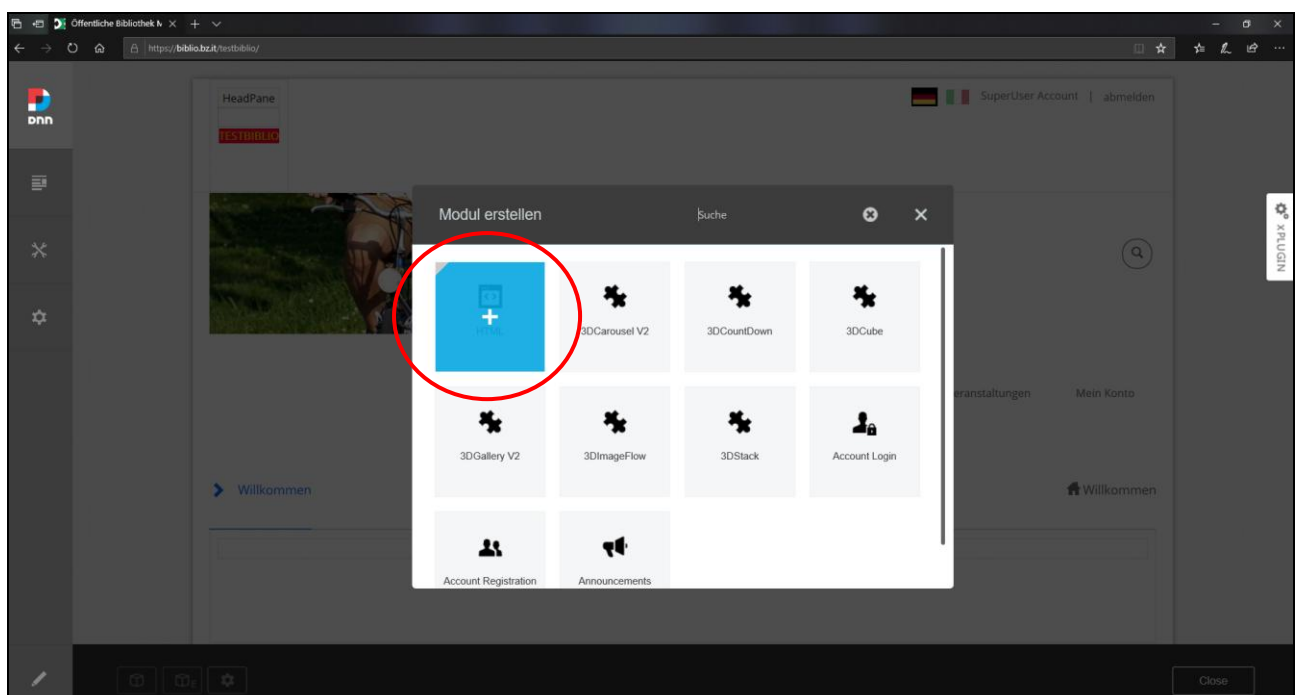 Öffentliche Bibliothek N
https://biblio.bz.it/testbiblio/
DNN
HeadPane
TESTBIBLIO
SuperUser Account | abmelden
Modul erstellen
Suche
XPLUGIN
HTML
3DCarousel V2
3DCountDown
3DCube
eranstaltungen
Mein Konto
3DGallery V2
3DImageFlow
3DStack
Account Login
Willkommen
Willkommen
Account Registration
Announcements
E
Close